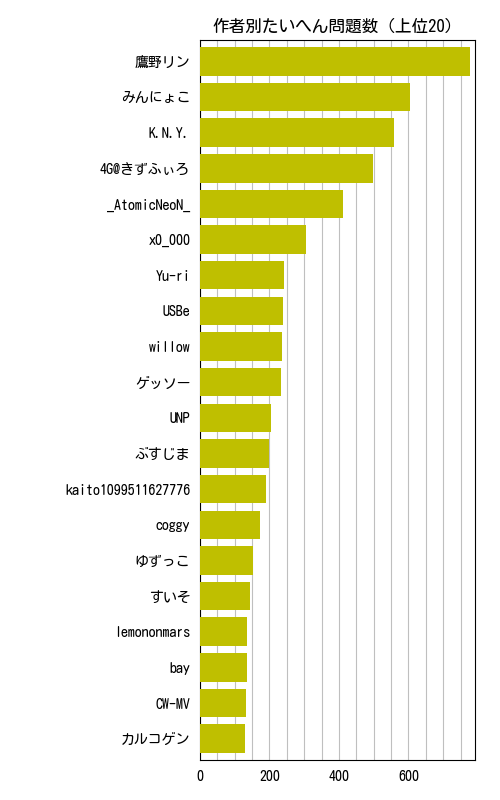 作者別たいへん問題数 (上位20)
鷹野リン
みんにょこ
K.N.Y.
4G@きずふぃろ
_AtomicNeoN_
x0_000
Yu-ri
USBe
willow
ゲッソー
UNP
ぶすじま
kaito1099511627776
coggy
ゆずっこ
すいそ
lemononmars
bay
CW-MV
カルコゲン
0 200 400 600